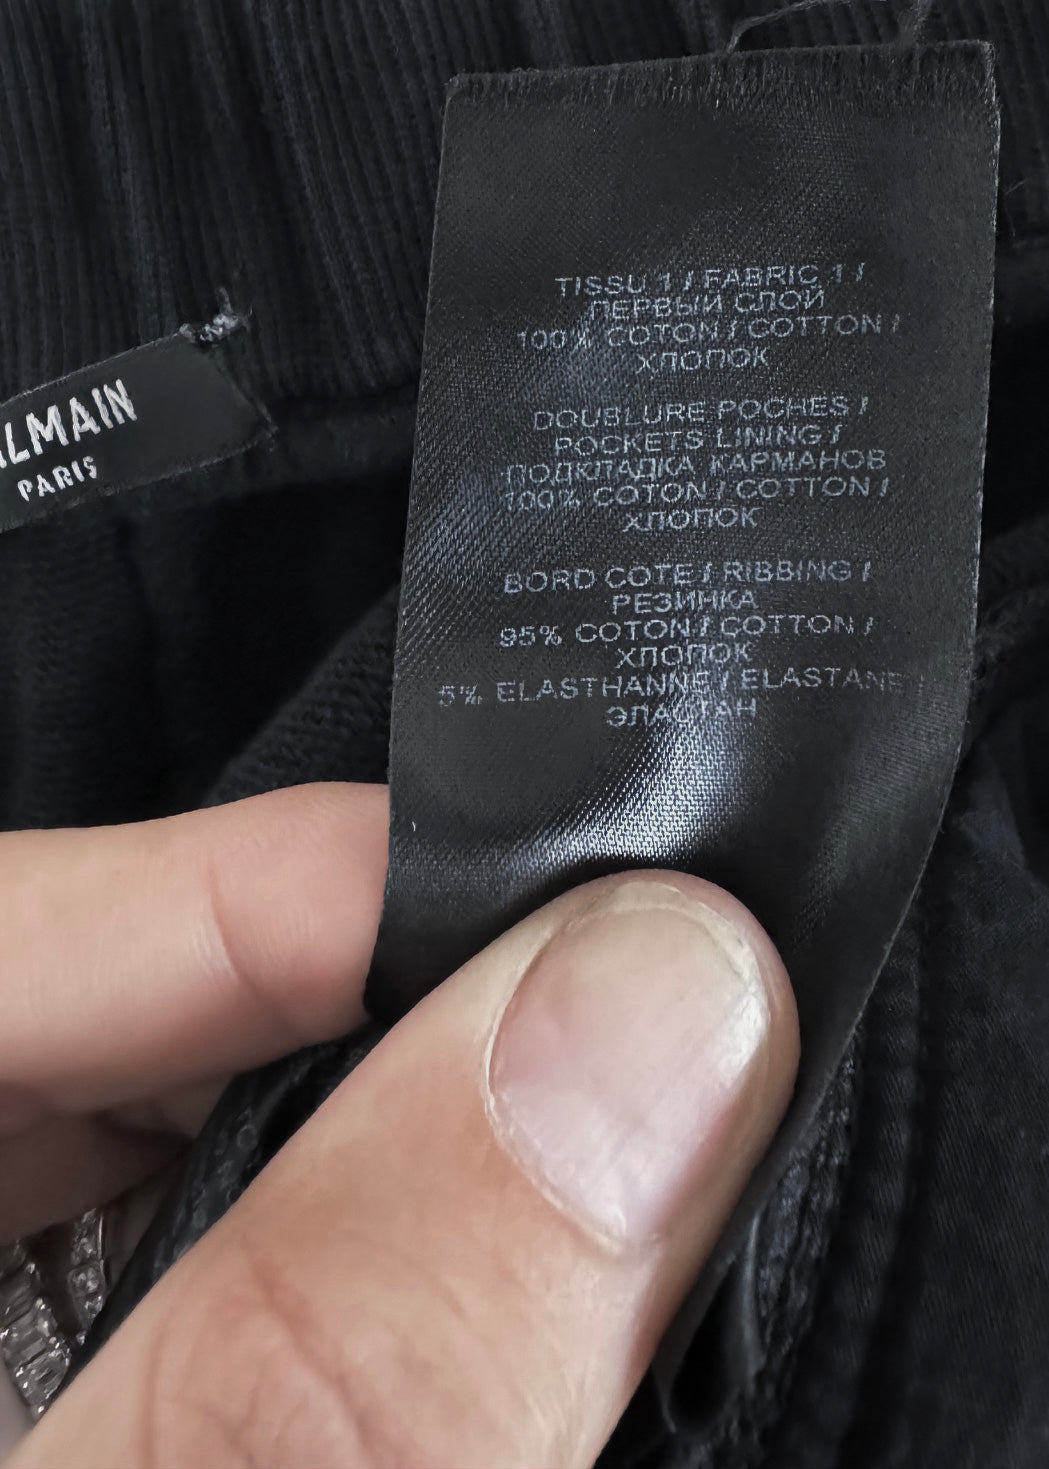 TISSU 1 / FABRIC 1 /
ПЕРВЫЙ СЛОЙ
100% COTON / COTTON /
ХЛОПОК
DOUBLURE POCHES /
POCKETS LINING /
ПОДКЛАДКА КАРМАНОВ
100% COTON / COTTON /
ХЛОПОК
BORD COTE / RIBBING /
РЕЗИНКА
95% COTON / COTTON /
ХЛОПОК
5% ELASTHANNE / ELASTANE /
ЭЛАСТАН
ALMAIN
PARIS